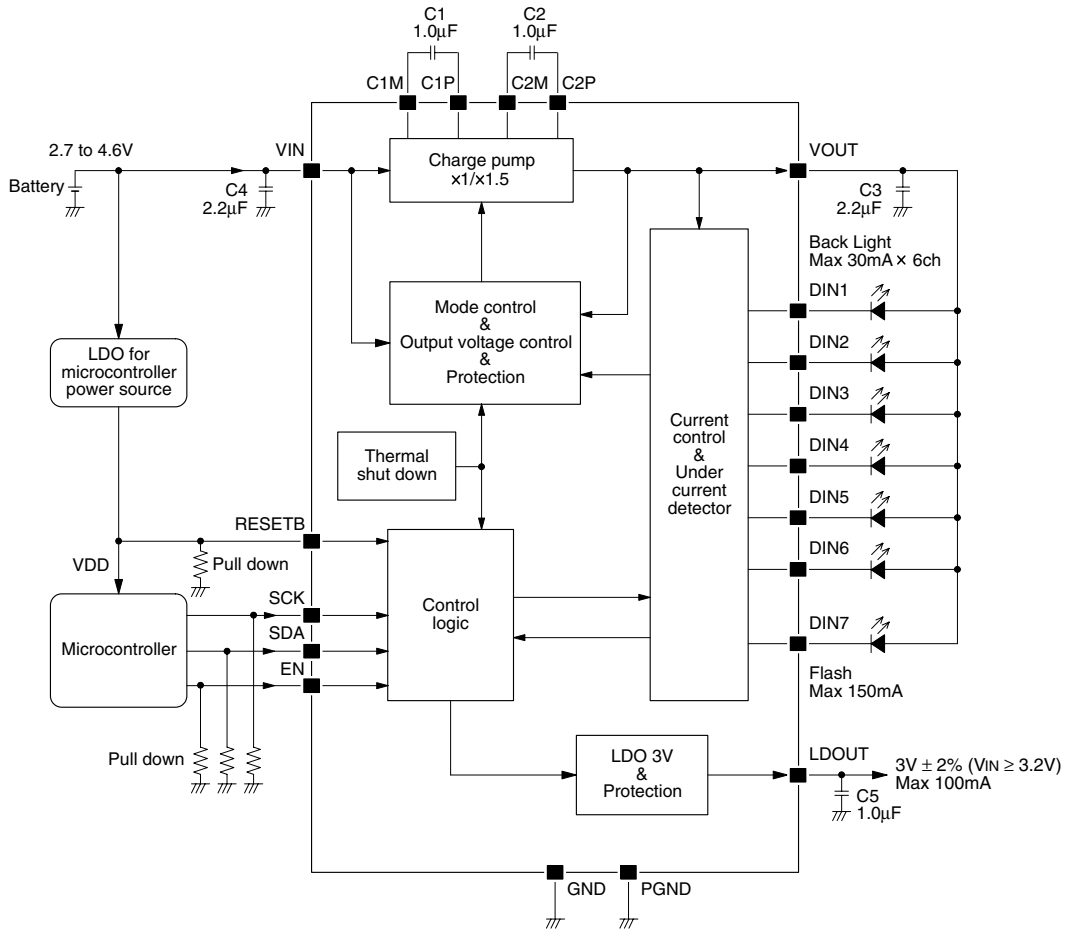 C1
1.0µF
C2
1.0µF
C1M
C1P
C2M
C2P
2.7 to 4.6V
VIN
VOUT
Battery
C4
2.2µF
Charge pump
×1/×1.5
C3
2.2µF
Back Light
Max 30mA × 6ch
Mode control
&
Output voltage control
&
Protection
DIN1
DIN2
DIN3
DIN4
DIN5
DIN6
DIN7
LDO for
microcontroller
power source
Thermal
shut down
Current
control
&
Under
current
detector
RESETB
VDD
Pull down
SCK
SDA
EN
Microcontroller
Control
logic
Flash
Max 150mA
Pull down
LDO 3V
&
Protection
LDOUT
3V ± 2% (VIN ≥ 3.2V)
Max 100mA
C5
1.0µF
GND
PGND